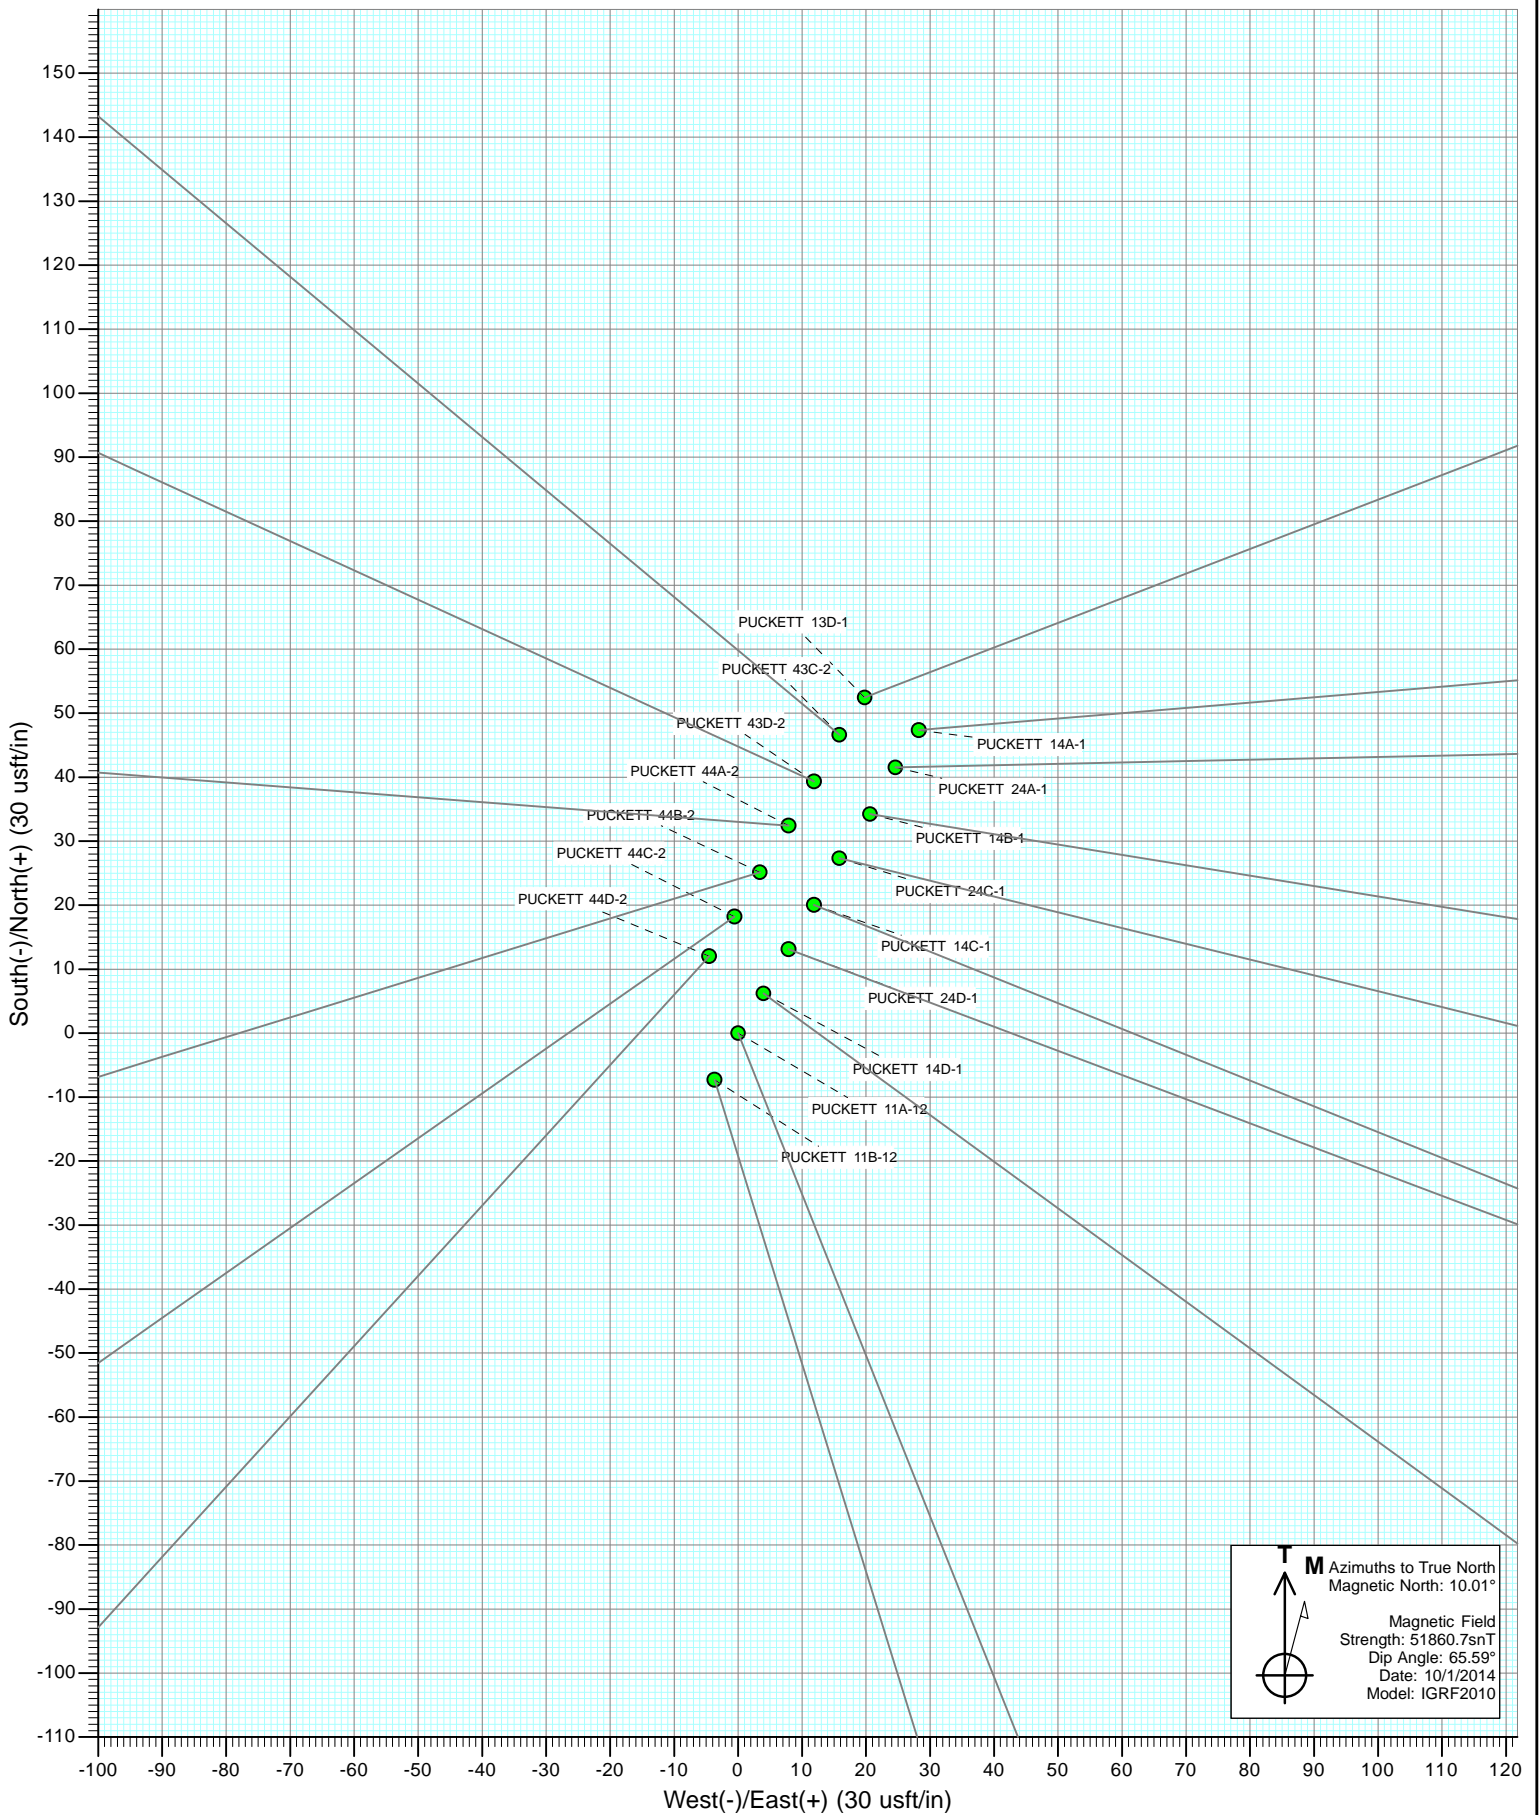 150
140
130
120
110
100
90
80
70
60
50
40
30
20
10
0
-10
-20
-30
-40
-50
-60
-70
-80
-90
-100
-110
South(-)/North(+) (30 usft/in)
PUCKETT 13D-1
PUCKETT 43C-2
PUCKETT 43D-2
PUCKETT 14A-1
PUCKETT 44A-2
PUCKETT 24A-1
PUCKETT 44B-2
PUCKETT 14B-1
PUCKETT 44C-2
PUCKETT 24C-1
PUCKETT 44D-2
PUCKETT 14C-1
PUCKETT 24D-1
PUCKETT 14D-1
PUCKETT 11A-12
PUCKETT 11B-12
T
M
Azimuths to True North
Magnetic North: 10.01°
Magnetic Field
Strength: 51860.7snT
Dip Angle: 65.59°
Date: 10/1/2014
Model: IGRF2010
-100 -90 -80 -70 -60 -50 -40 -30 -20 -10 0 10 20 30 40 50 60 70 80 90 100 110 120
West(-)/East(+) (30 usft/in)